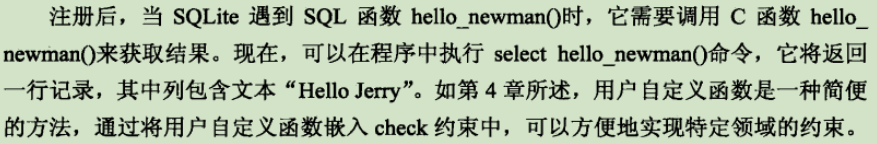 注册后，当 SQLite 遇到 SQL 函数 hello_newman()时，它需要调用 C 函数 hello_
newman()来获取结果。现在，可以在程序中执行 select hello_newman()命令，它将返回
一行记录，其中列包含文本“Hello Jerry”。如第 4 章所述，用户自定义函数是一种简便
的方法，通过将用户自定义函数嵌入 check 约束中，可以方便地实现特定领域的约束。